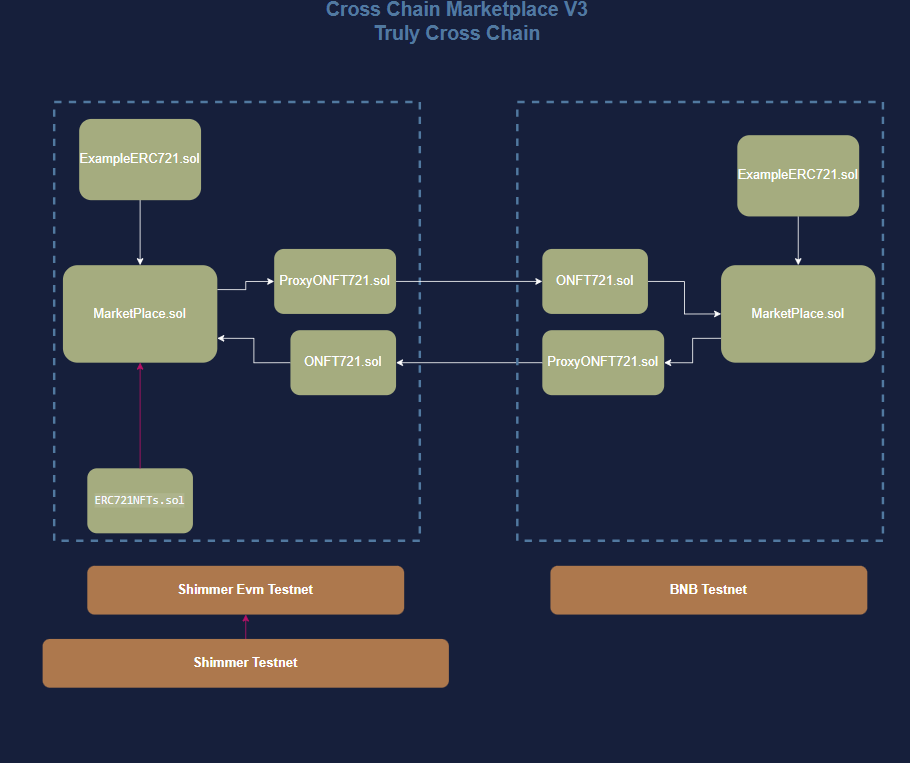 Cross Chain Marketplace V3
Truly Cross Chain
ExampleERC721.sol
ExampleERC721.sol
ProxyONFT721.sol
ONFT721.sol
MarketPlace.sol
MarketPlace.sol
ONFT721.sol
ProxyONFT721.sol
ERC721NFTs.sol
Shimmer Evm Testnet
BNB Testnet
Shimmer Testnet